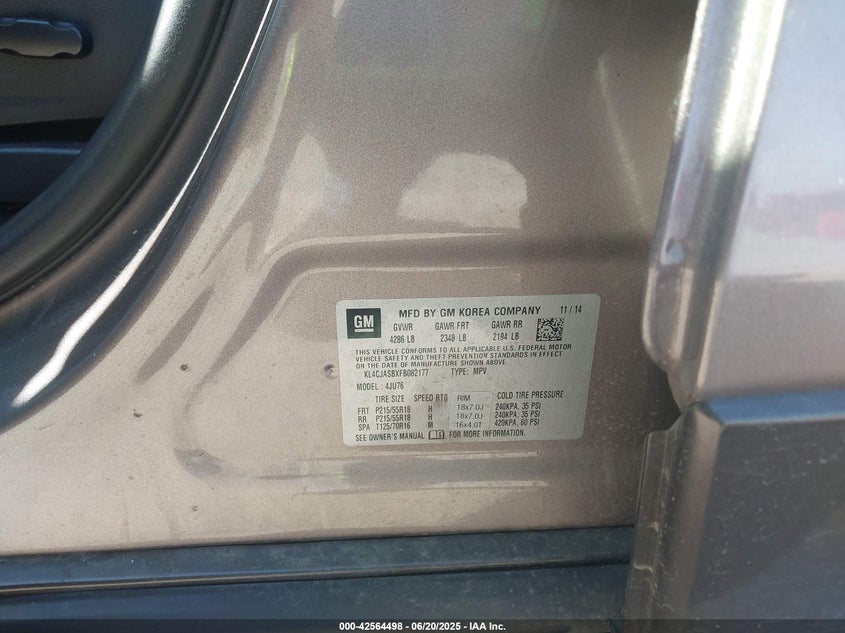 GM
MFD BY GM KOREA COMPANY 11 / 14
GVWR GAWR FRT GAWR RR
4286 LB 2348 LB 2194 LB
THIS VEHICLE CONFORMS TO ALL APPLICABLE U.S. FEDERAL MOTOR
VEHICLE SAFETY AND THEFT PREVENTION STANDARDS IN EFFECT
ON THE DATE OF MANUFACTURE SHOWN ABOVE.
KL4CJASBXFB082177 TYPE: MPV
MODEL: 4JU76
TIRE SIZE SPEED RTG RIM COLD TIRE PRESSURE
FRT P215/55R18 H 18x7.0J 240KPA, 35 PSI
RR P215/55R18 H 18x7.0J 240KPA, 35 PSI
SPA T125/70R16 M 16x4.0T 420KPA, 60 PSI
SEE OWNER'S MANUAL FOR MORE INFORMATION.
000-42564498 - 06/20/2025 - IAA Inc.